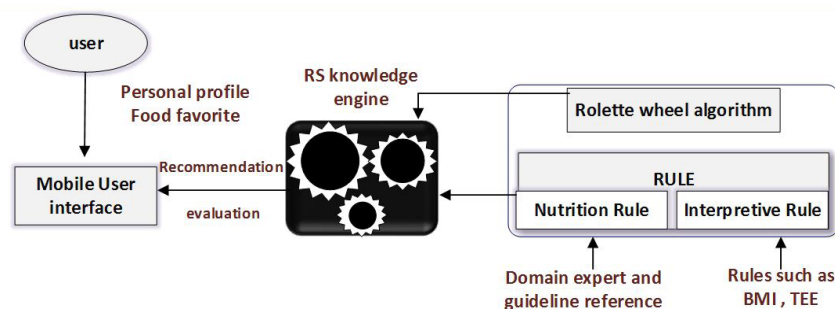 user
Personal profile
Food favorite
Mobile User
interface
Recommendation
evaluation
RS knowledge
engine
Rolette wheel algorithm
RULE
Nutrition Rule
Interpretive Rule
Domain expert and
guideline reference
Rules such as
BMI , TEE